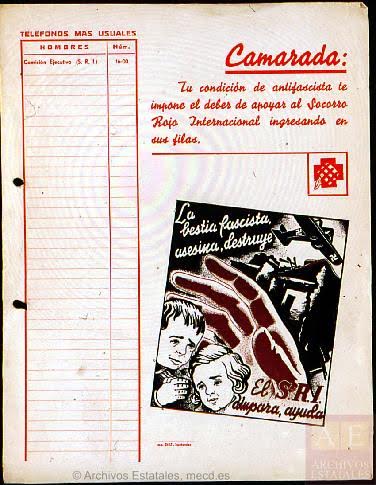 TELEFONOS MAS USUALES
NOMBRES
Núm.
Comisión Ejecutiva (S. R. I.)
16-00
Camarada:
Tu condición de antifascista te
impone el deber de apoyar al Socorro
Rojo Internacional ingresando en
sus filas.
La
bestia fascista,
asesina, destruye
El S.R.I.
ampara, ayuda
AE
ARCHIVOS
ESTATALES
© Archivos Estatales, mecd.es